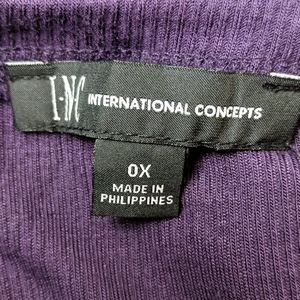 I·N·C INTERNATIONAL CONCEPTS
0X
MADE IN
PHILIPPINES